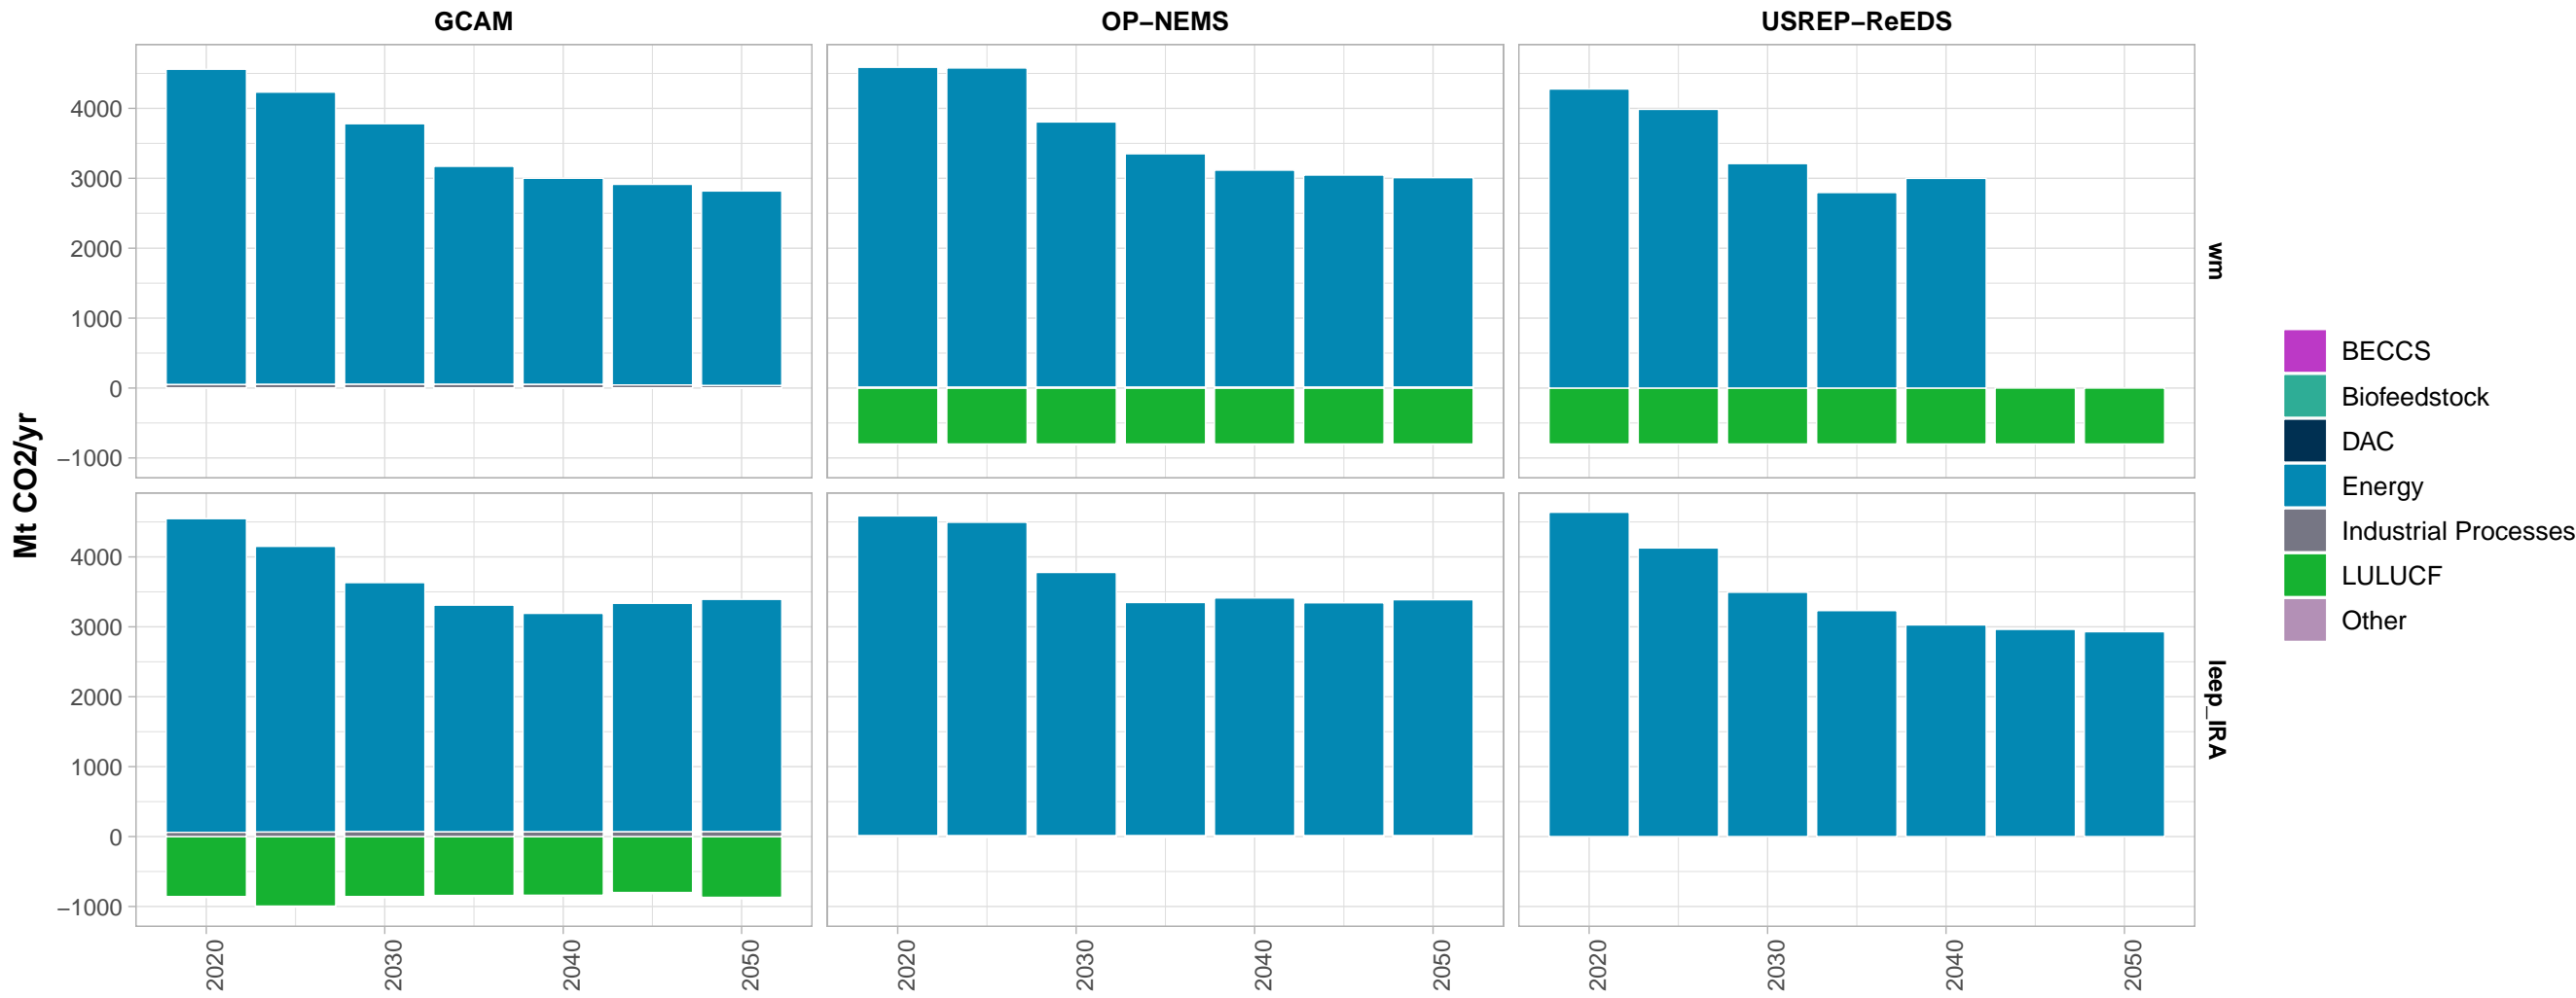 GCAM
OP−NEMS
USREP−ReEDS
Mt CO2/yr
4000
3000
2000
1000
0
−1000
wm
4000
3000
2000
1000
0
−1000
leep_IRA
2020
2030
2040
2050
2020
2030
2040
2050
2020
2030
2040
2050
BECCS
Biofeedstock
DAC
Energy
Industrial Processes
LULUCF
Other